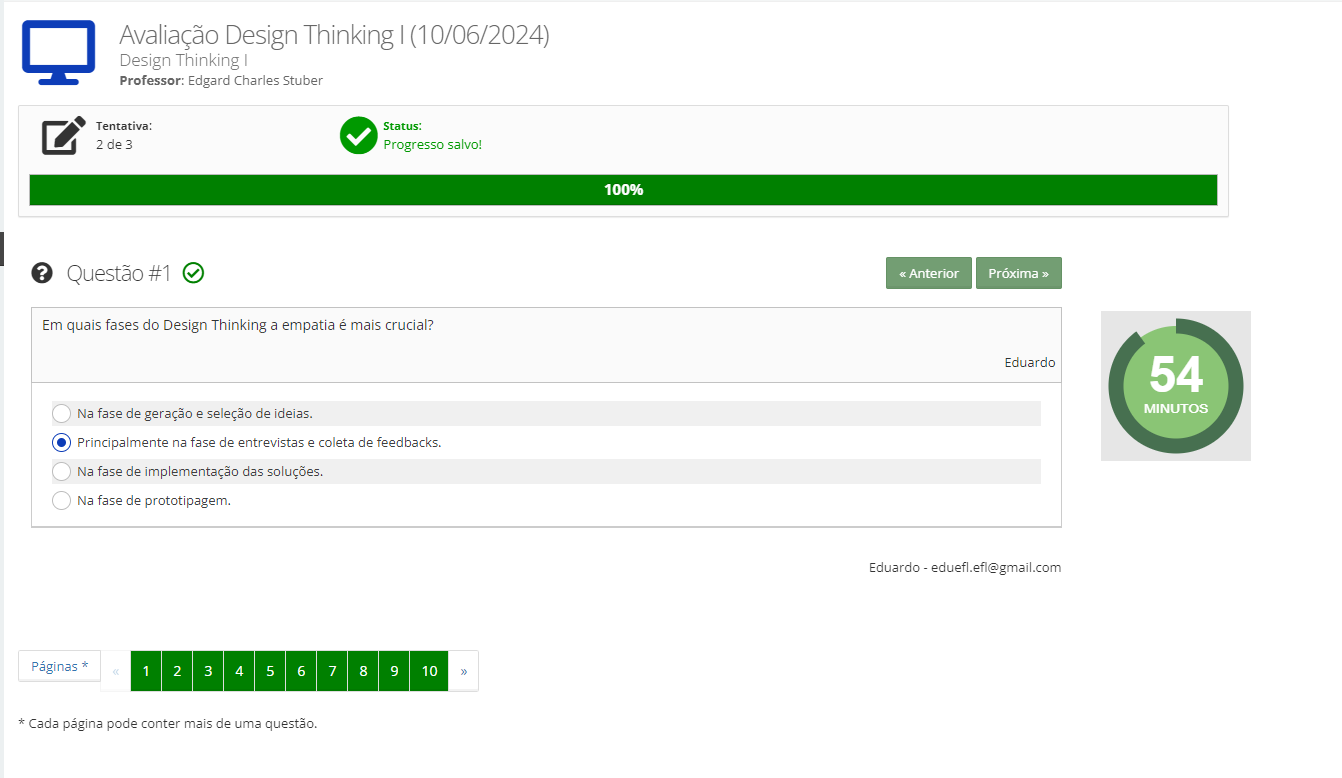 Avaliação Design Thinking I (10/06/2024)
Design Thinking I
Professor: Edgard Charles Stuber
Tentativa:
2 de 3
Status:
Progresso salvo!
100%
Questão #1
« Anterior
Próxima »
Em quais fases do Design Thinking a empatia é mais crucial?
Eduardo
Na fase de geração e seleção de ideias.
Principalmente na fase de entrevistas e coleta de feedbacks.
Na fase de implementação das soluções.
Na fase de prototipagem.
54
MINUTOS
Eduardo - eduefl.efl@gmail.com
Páginas * « 1 2 3 4 5 6 7 8 9 10 »
* Cada página pode conter mais de uma questão.